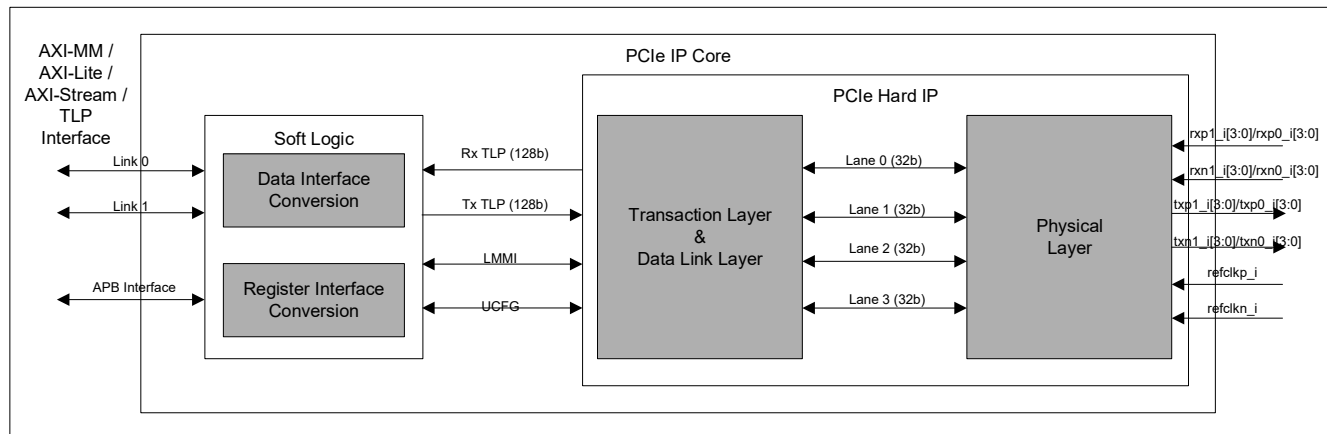 AXI-MM /
AXI-Lite /
AXI-Stream /
TLP
Interface
PCIe IP Core
PCIe Hard IP
Soft Logic
Link 0
Link 1
APB Interface
Data Interface
Conversion
Register Interface
Conversion
Rx TLP (128b)
Tx TLP (128b)
LMMI
UCFG
Transaction Layer
&
Data Link Layer
Lane 0 (32b)
Lane 1 (32b)
Lane 2 (32b)
Lane 3 (32b)
Physical
Layer
rxp1_i[3:0]/rxp0_i[3:0]
rxn1_i[3:0]/rxn0_i[3:0]
txp1_i[3:0]/txp0_i[3:0]
txn1_i[3:0]/txn0_i[3:0]
refclkp_i
refclkn_i